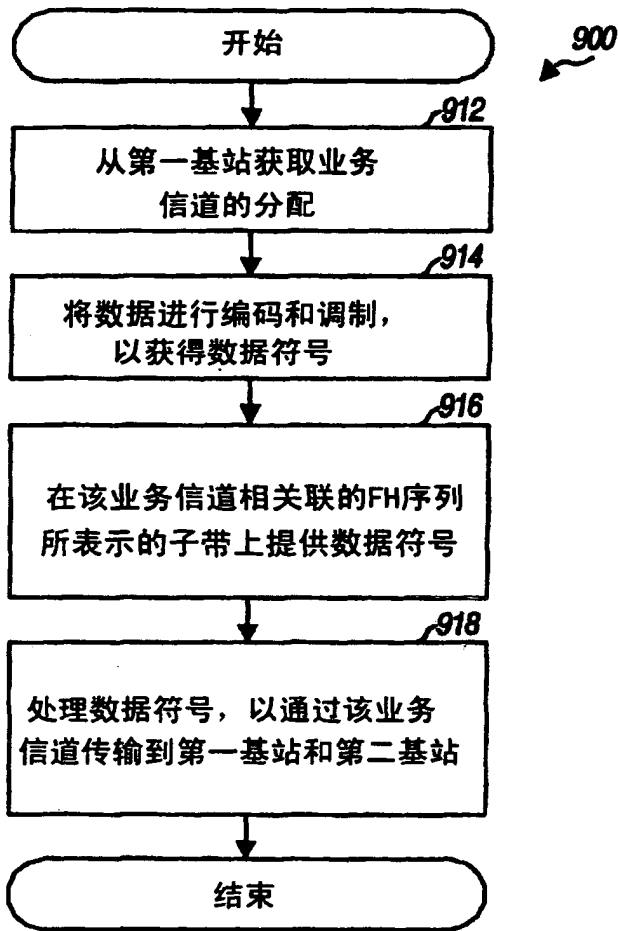 开始
900
912
从第一基站获取业务
信道的分配
914
将数据进行编码和调制，
以获得数据符号
916
在该业务信道相关联的FH序列
所表示的子带上提供数据符号
918
处理数据符号，以通过该业务
信道传输到第一基站和第二基站
结束